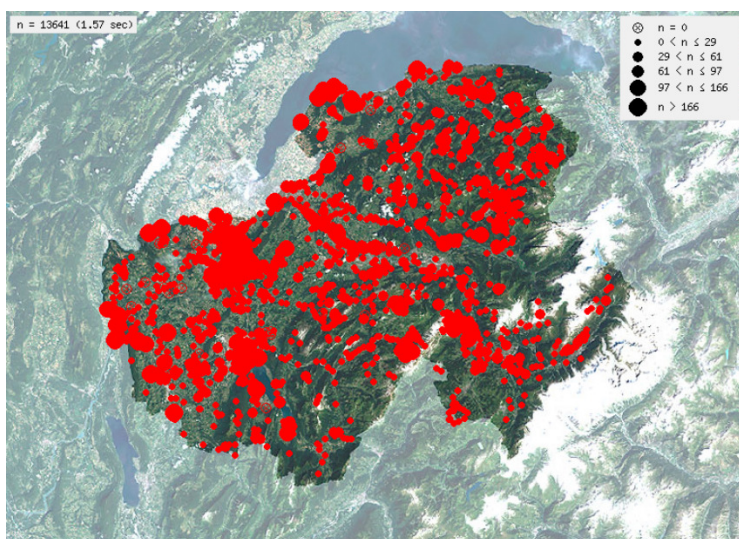 n = 13641 (1.57 sec)
n = 0
0 < n ≤ 29
29 < n ≤ 61
61 < n ≤ 97
97 < n ≤ 166
n > 166